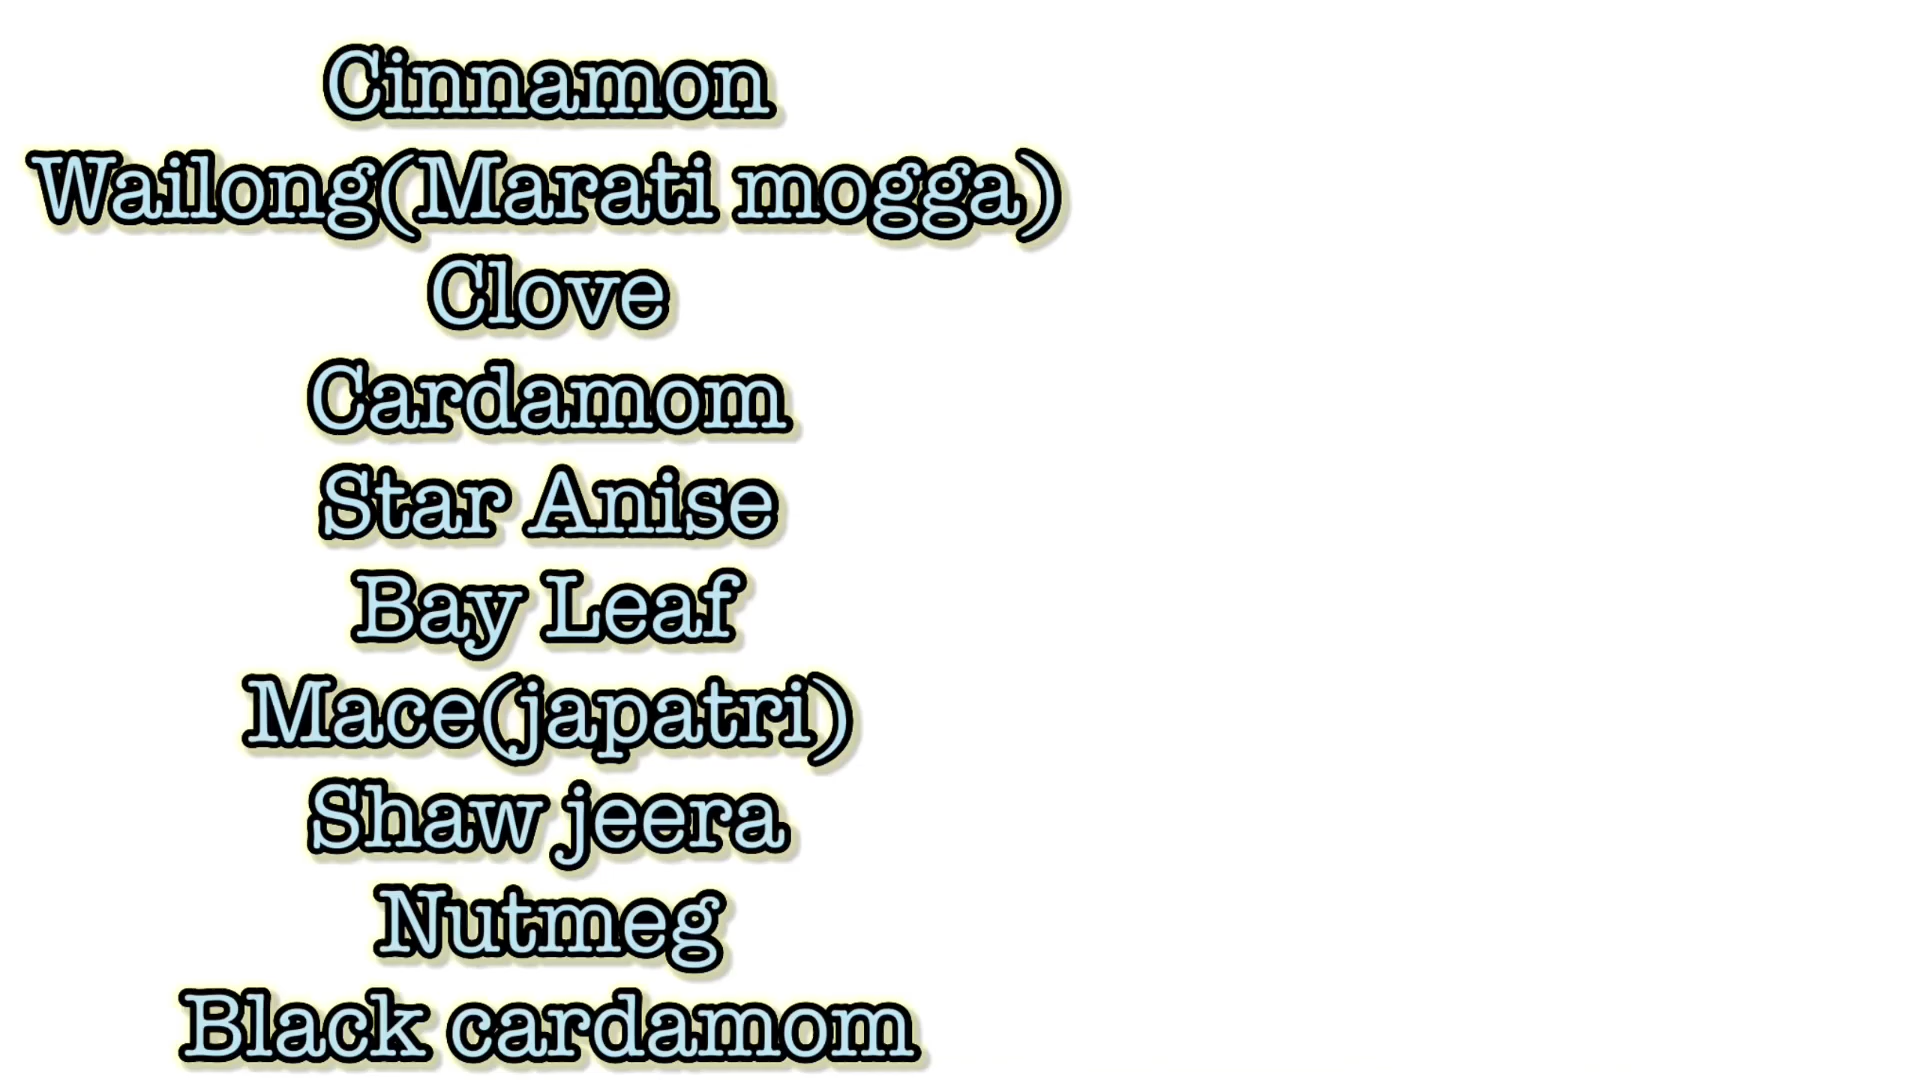 Cinnamon
Wailong(Marati mogga)
Clove
Cardamom
Star Anise
Bay Leaf
Mace(japatri)
Shaw jeera
Nutmeg
Black cardamom